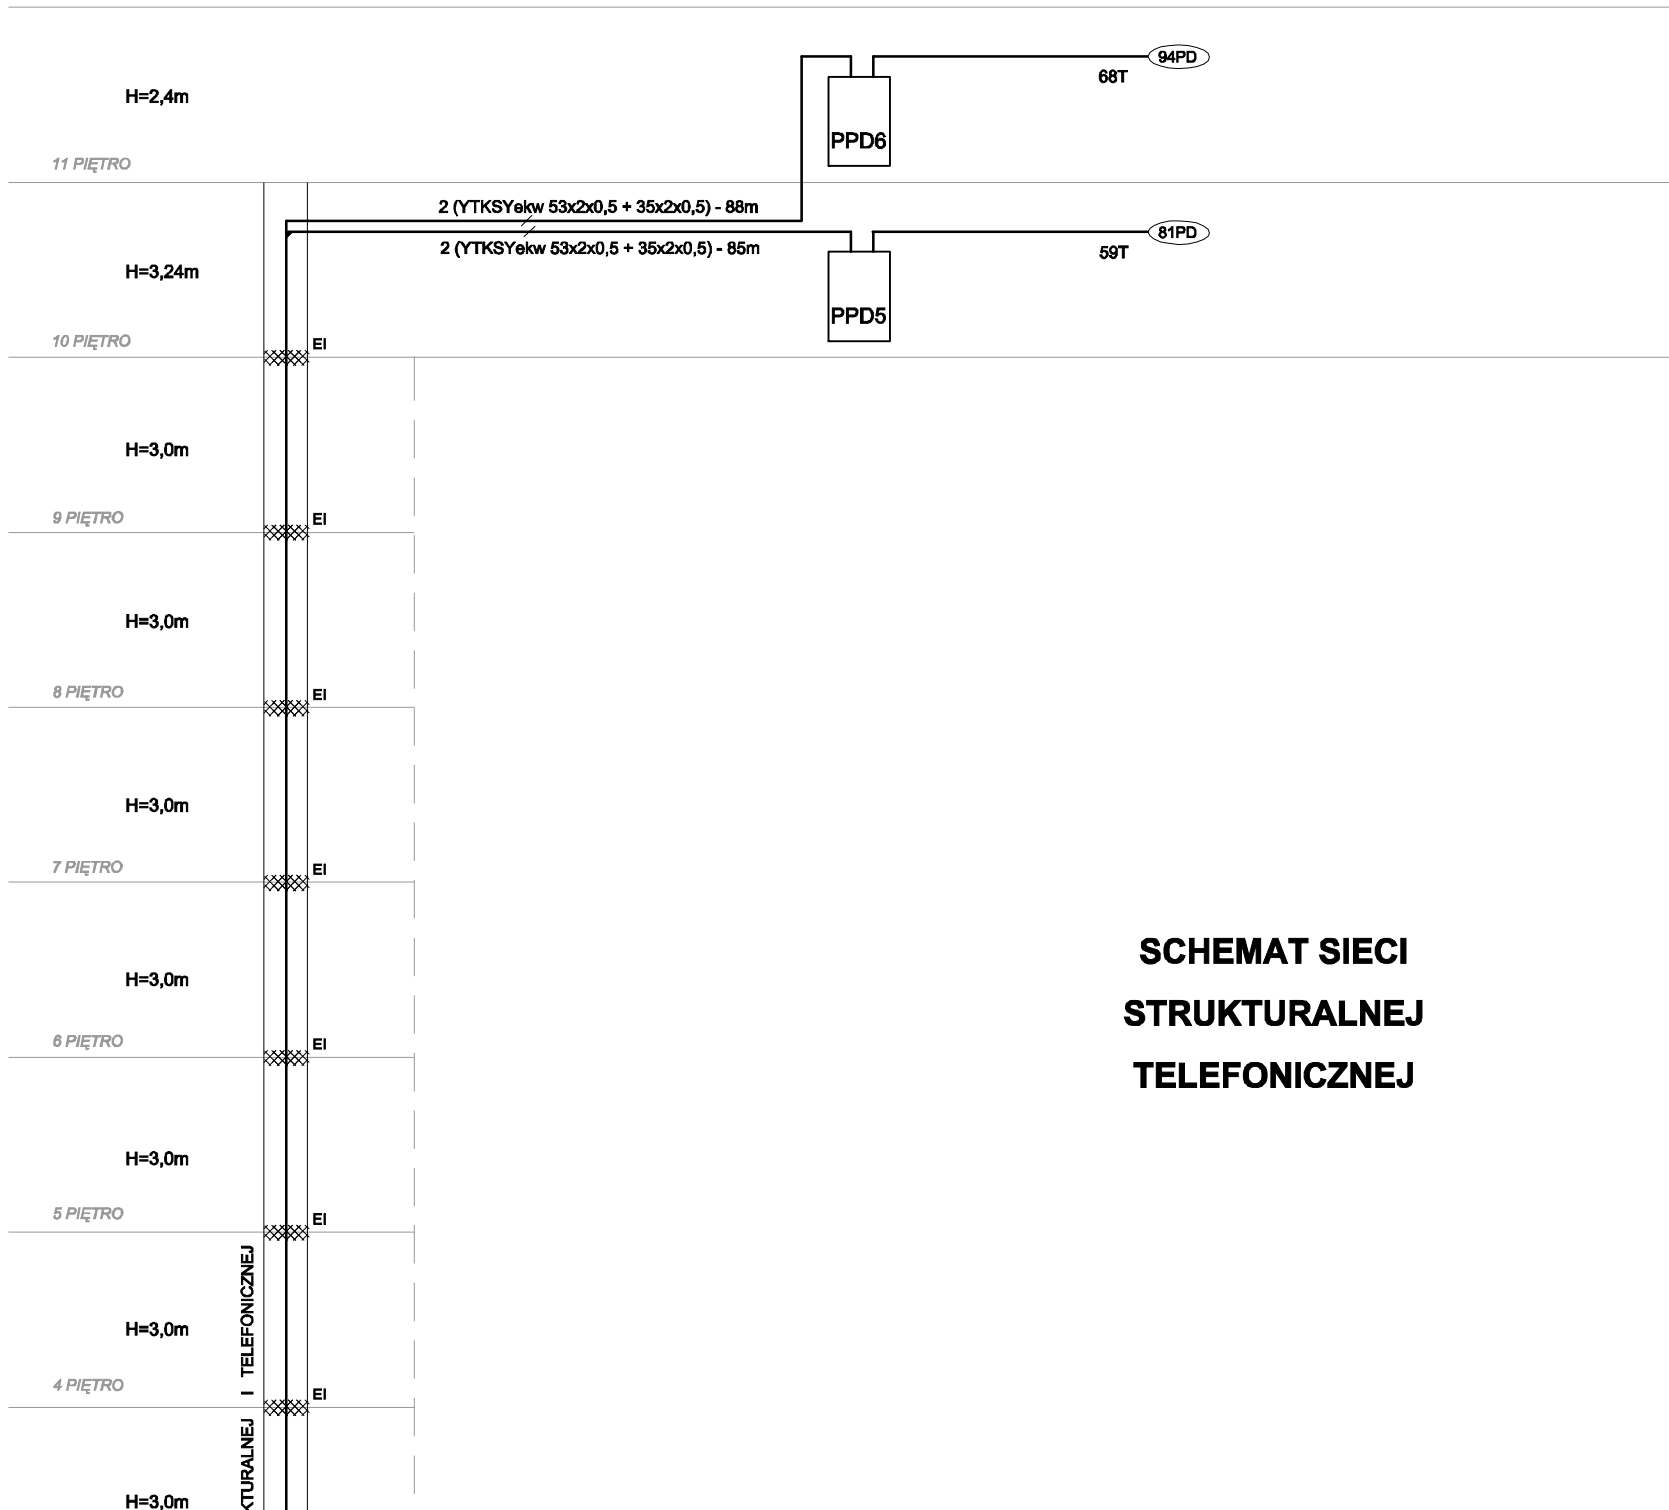 94PD
68T
H=2,4m
PPD6
11 PIĘTRO
2 (YTKSYekw 53x2x0,5 + 35x2x0,5) - 88m
81PD
2 (YTKSYekw 53x2x0,5 + 35x2x0,5) - 85m
59T
H=3,24m
PPD5
10 PIĘTRO
EI
H=3,0m
9 PIĘTRO
EI
H=3,0m
8 PIĘTRO
EI
H=3,0m
7 PIĘTRO
EI
SCHEMAT SIECI
STRUKTURALNEJ
TELEFONICZNEJ
H=3,0m
6 PIĘTRO
EI
H=3,0m
5 PIĘTRO
EI
H=3,0m
4 PIĘTRO
EI
KTURALNEJ I TELEFONICZNEJ
H=3,0m